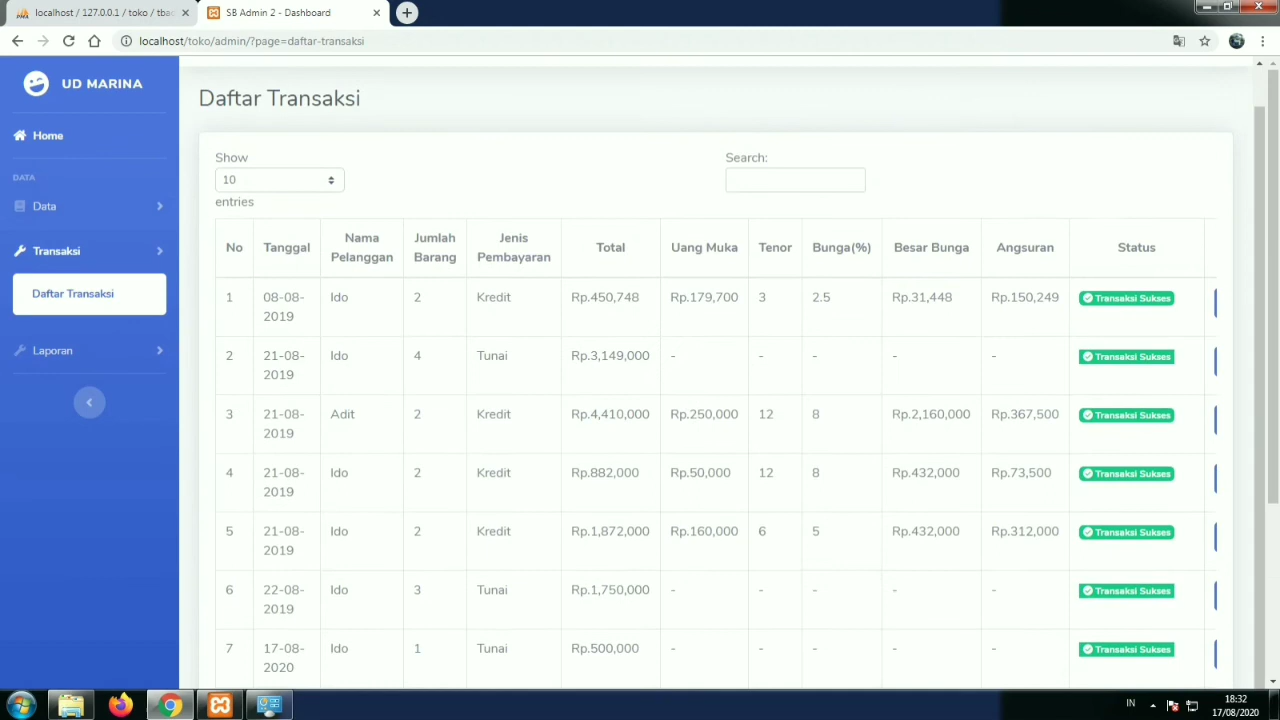 localhost / 127.0.0.1 / toko / tba
SB Admin 2 - Dashboard
localhost/toko/admin/?page=daftar-transaksi
UD MARINA
Home
DATA
Data
Transaksi
Daftar Transaksi
Laporan
Daftar Transaksi
Show
10
entries
Search:
No Tanggal Nama Pelanggan Jumlah Barang Jenis Pembayaran Total Uang Muka Tenor Bunga(%) Besar Bunga Angsuran Status
1 08-08-2019 Ido 2 Kredit Rp.450,748 Rp.179,700 3 2.5 Rp.31,448 Rp.150,249 Transaksi Sukses
2 21-08-2019 Ido 4 Tunai Rp.3,149,000 - - - - - Transaksi Sukses
3 21-08-2019 Adit 2 Kredit Rp.4,410,000 Rp.250,000 12 8 Rp.2,160,000 Rp.367,500 Transaksi Sukses
4 21-08-2019 Ido 2 Kredit Rp.882,000 Rp.50,000 12 8 Rp.432,000 Rp.73,500 Transaksi Sukses
5 21-08-2019 Ido 2 Kredit Rp.1,872,000 Rp.160,000 6 5 Rp.432,000 Rp.312,000 Transaksi Sukses
6 22-08-2019 Ido 3 Tunai Rp.1,750,000 - - - - - Transaksi Sukses
7 17-08-2020 Ido 1 Tunai Rp.500,000 - - - - - Transaksi Sukses
IN
18:32
17/08/2020